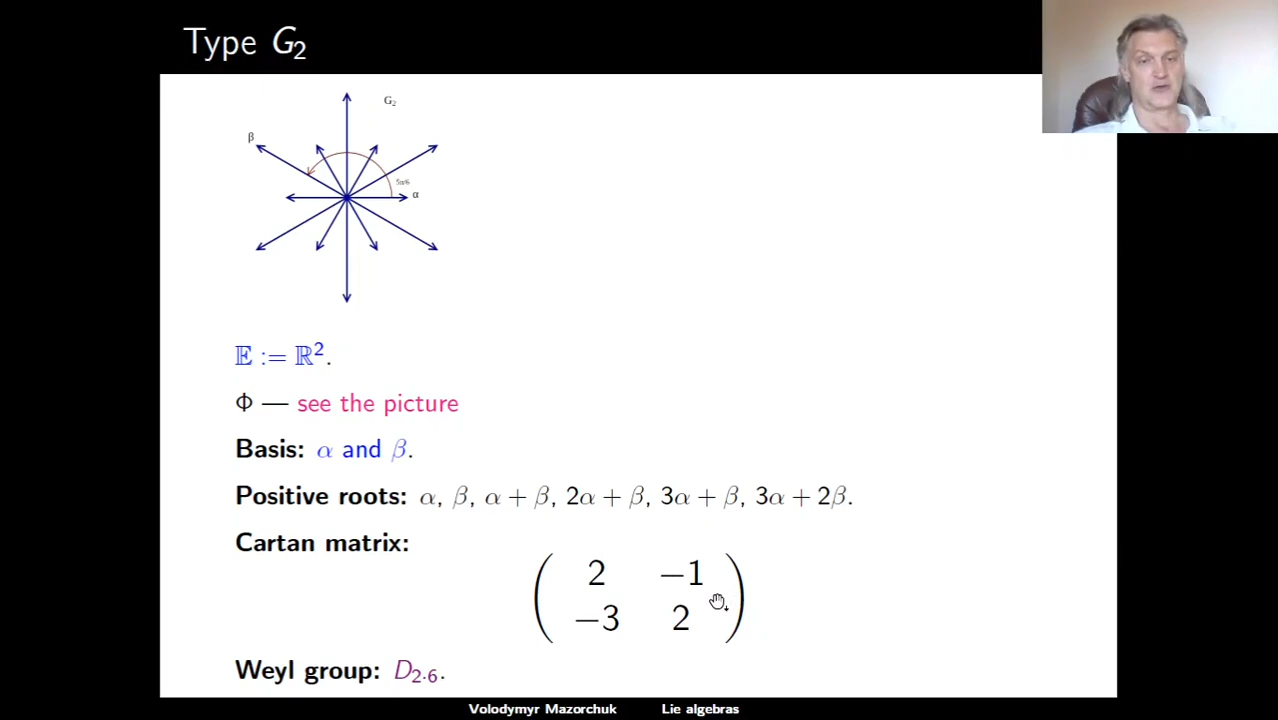 Type G₂
G₂
β
5π/6
α
𝔼 := ℝ².
Φ — see the picture
Basis: α and β.
Positive roots: α, β, α + β, 2α + β, 3α + β, 3α + 2β.
Cartan matrix:
2 −1
−3 2
Weyl group: D₂.₆.
Volodymyr Mazorchuk Lie algebras